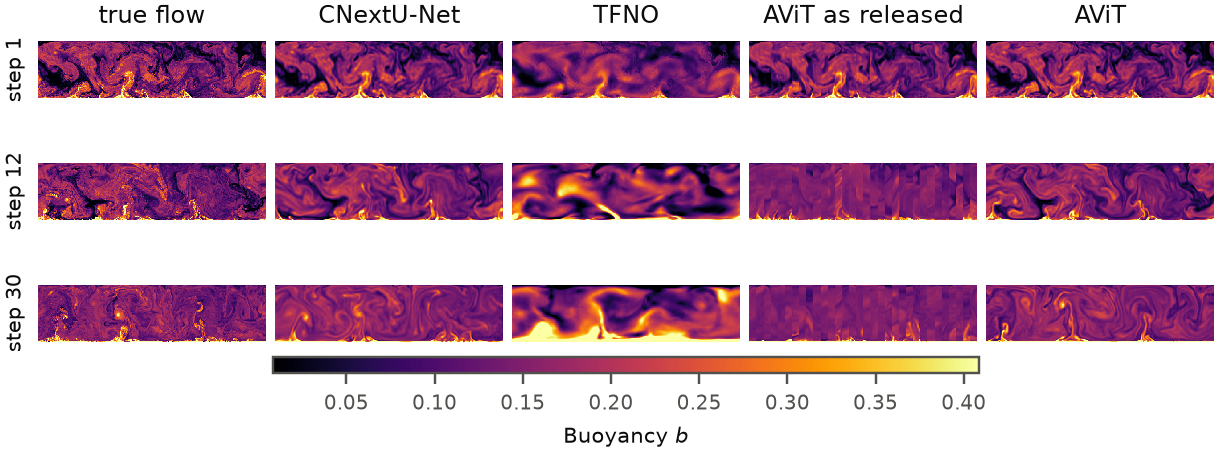 true flow CNextU-Net TFNO AViT as released AViT
step 1
step 12
step 30
0.05 0.10 0.15 0.20 0.25 0.30 0.35 0.40
Buoyancy b